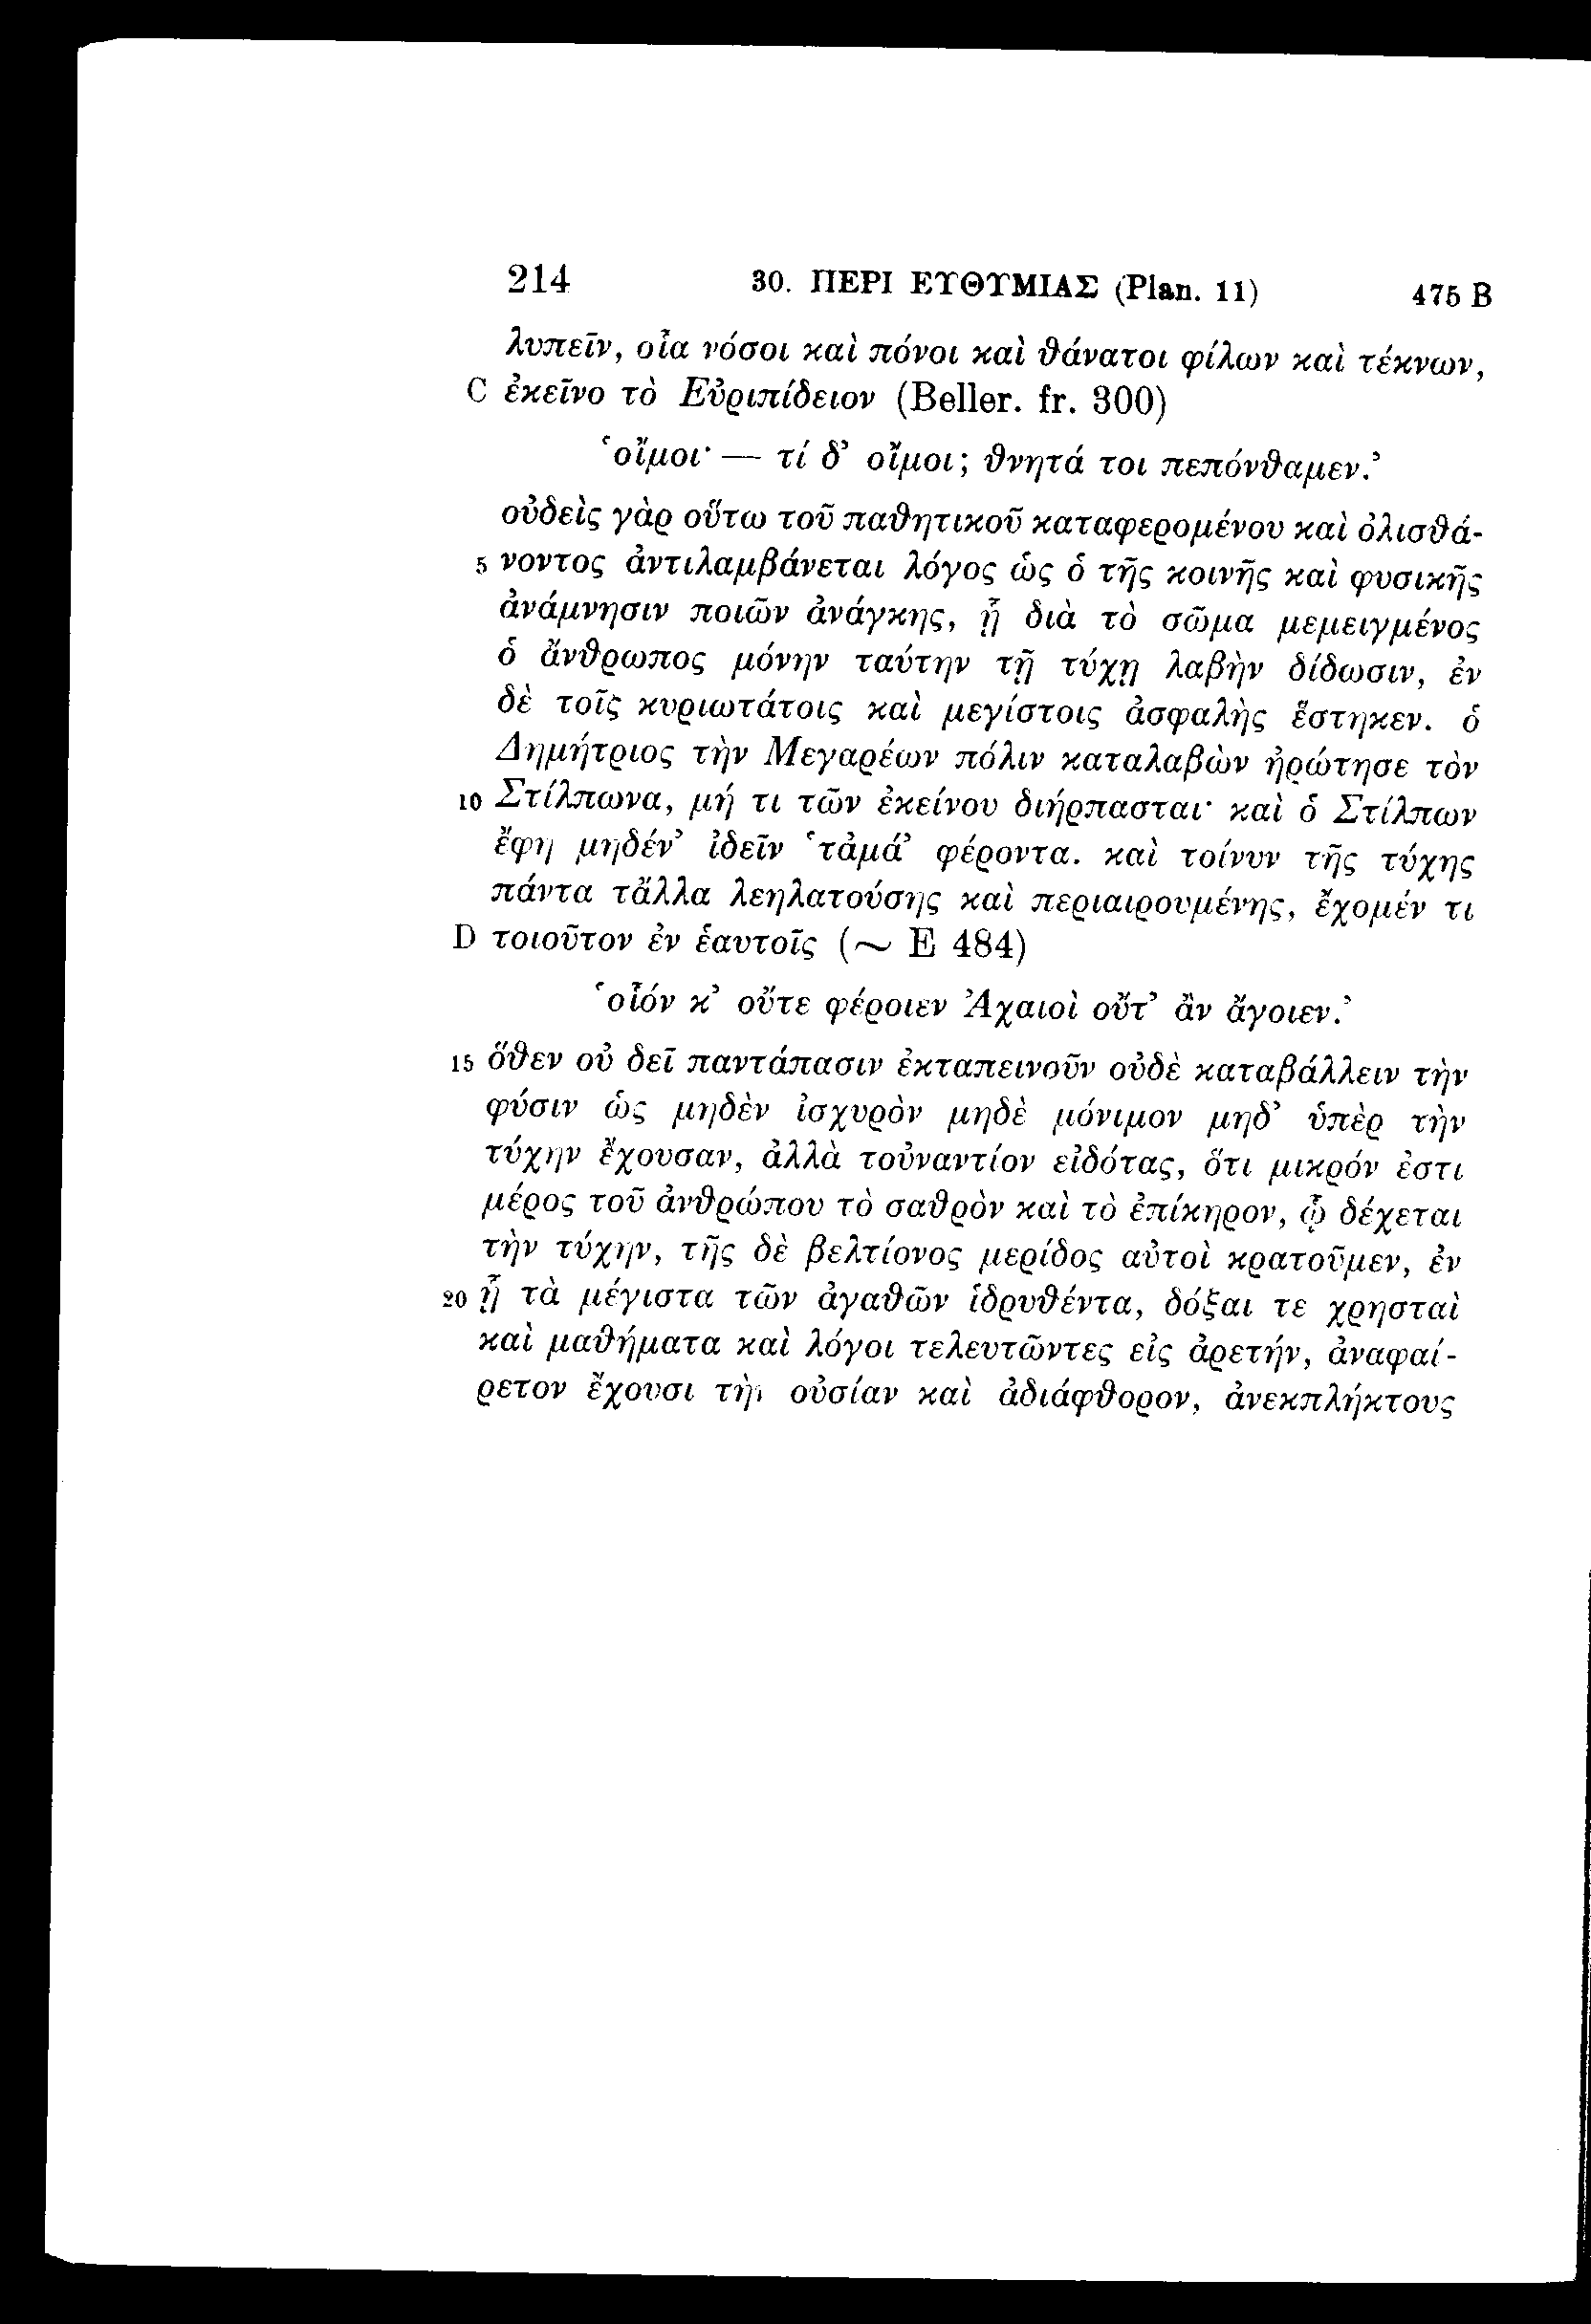 214 30. ΠΕΡΙ ΕΥΘΥΜΙΑΣ (Plan. 11) 475 B
λυπεῖν, οἷα νόσοι καὶ πόνοι καὶ θάνατοι φίλων καὶ τέκνων,
C ἐκεῖνο τὸ Εὐριπίδειον (Beller. fr. 300)
‘οἴμοι· — τί δ’ οἴμοι; θνητά τοι πεπόνθαμεν.’
οὐδεὶς γὰρ οὕτω τοῦ παθητικοῦ καταφερομένου καὶ ὀλισθά-
5 νοντος ἀντιλαμβάνεται λόγος ὡς ὁ τῆς κοινῆς καὶ φυσικῆς
ἀνάμνησιν ποιῶν ἀνάγκης, ᾗ διὰ τὸ σῶμα μεμειγμένος
ὁ ἄνθρωπος μόνην ταύτην τῇ τύχῃ λαβὴν δίδωσιν, ἐν
δὲ τοῖς κυριωτάτοις καὶ μεγίστοις ἀσφαλὴς ἕστηκεν. ὁ
Δημήτριος τὴν Μεγαρέων πόλιν καταλαβὼν ἠρώτησε τὸν
10 Στίλπωνα, μή τι τῶν ἐκείνου διήρπασται· καὶ ὁ Στίλπων
ἔφη μηδέν’ ἰδεῖν ‘τἀμά’ φέροντα. καὶ τοίνυν τῆς τύχης
πάντα τἄλλα λεηλατούσης καὶ περιαιρουμένης, ἔχομέν τι
D τοιοῦτον ἐν ἑαυτοῖς (~ E 484)
‘οἷόν κ’ οὔτε φέροιεν Ἀχαιοὶ οὔτ’ ἂν ἄγοιεν.’
15 ὅθεν οὐ δεῖ παντάπασιν ἐκταπεινοῦν οὐδὲ καταβάλλειν τὴν
φύσιν ὡς μηδὲν ἰσχυρὸν μηδὲ μόνιμον μηδ’ ὑπὲρ τὴν
τύχην ἔχουσαν, ἀλλὰ τοὐναντίον εἰδότας, ὅτι μικρόν ἐστι
μέρος τοῦ ἀνθρώπου τὸ σαθρὸν καὶ τὸ ἐπίκηρον, ᾧ δέχεται
τὴν τύχην, τῆς δὲ βελτίονος μερίδος αὐτοὶ κρατοῦμεν, ἐν
20 ᾗ τὰ μέγιστα τῶν ἀγαθῶν ἱδρυθέντα, δόξαι τε χρησταὶ
καὶ μαθήματα καὶ λόγοι τελευτῶντες εἰς ἀρετήν, ἀναφαί-
ρετον ἔχουσι τὴν οὐσίαν καὶ ἀδιάφθορον, ἀνεκπλήκτους